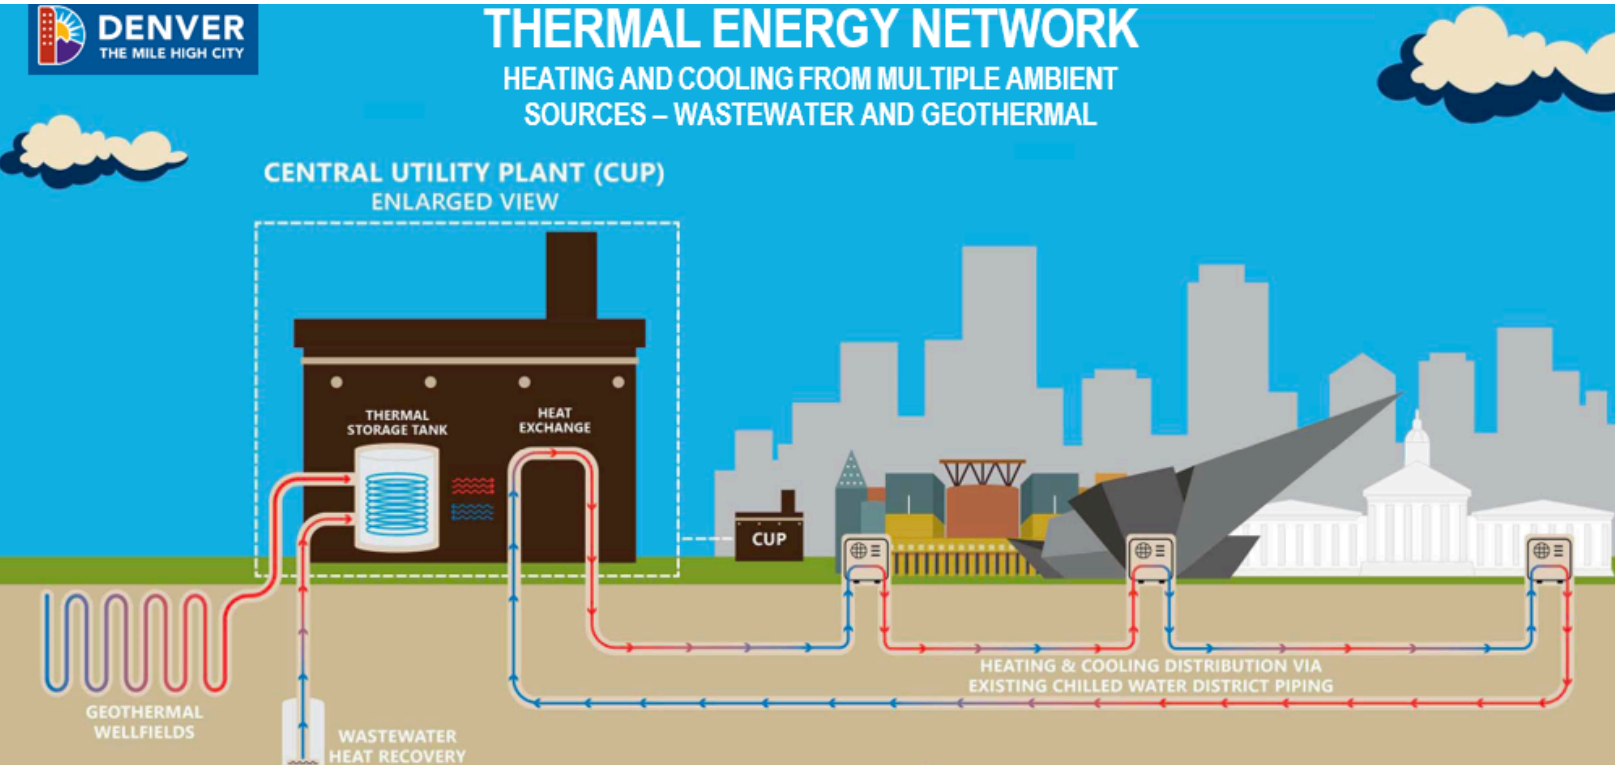 DENVER
THE MILE HIGH CITY
THERMAL ENERGY NETWORK
HEATING AND COOLING FROM MULTIPLE AMBIENT
SOURCES – WASTEWATER AND GEOTHERMAL
CENTRAL UTILITY PLANT (CUP)
ENLARGED VIEW
THERMAL
STORAGE TANK
HEAT
EXCHANGE
CUP
HEATING & COOLING DISTRIBUTION VIA
EXISTING CHILLED WATER DISTRICT PIPING
GEOTHERMAL
WELLFIELDS
WASTEWATER
HEAT RECOVERY